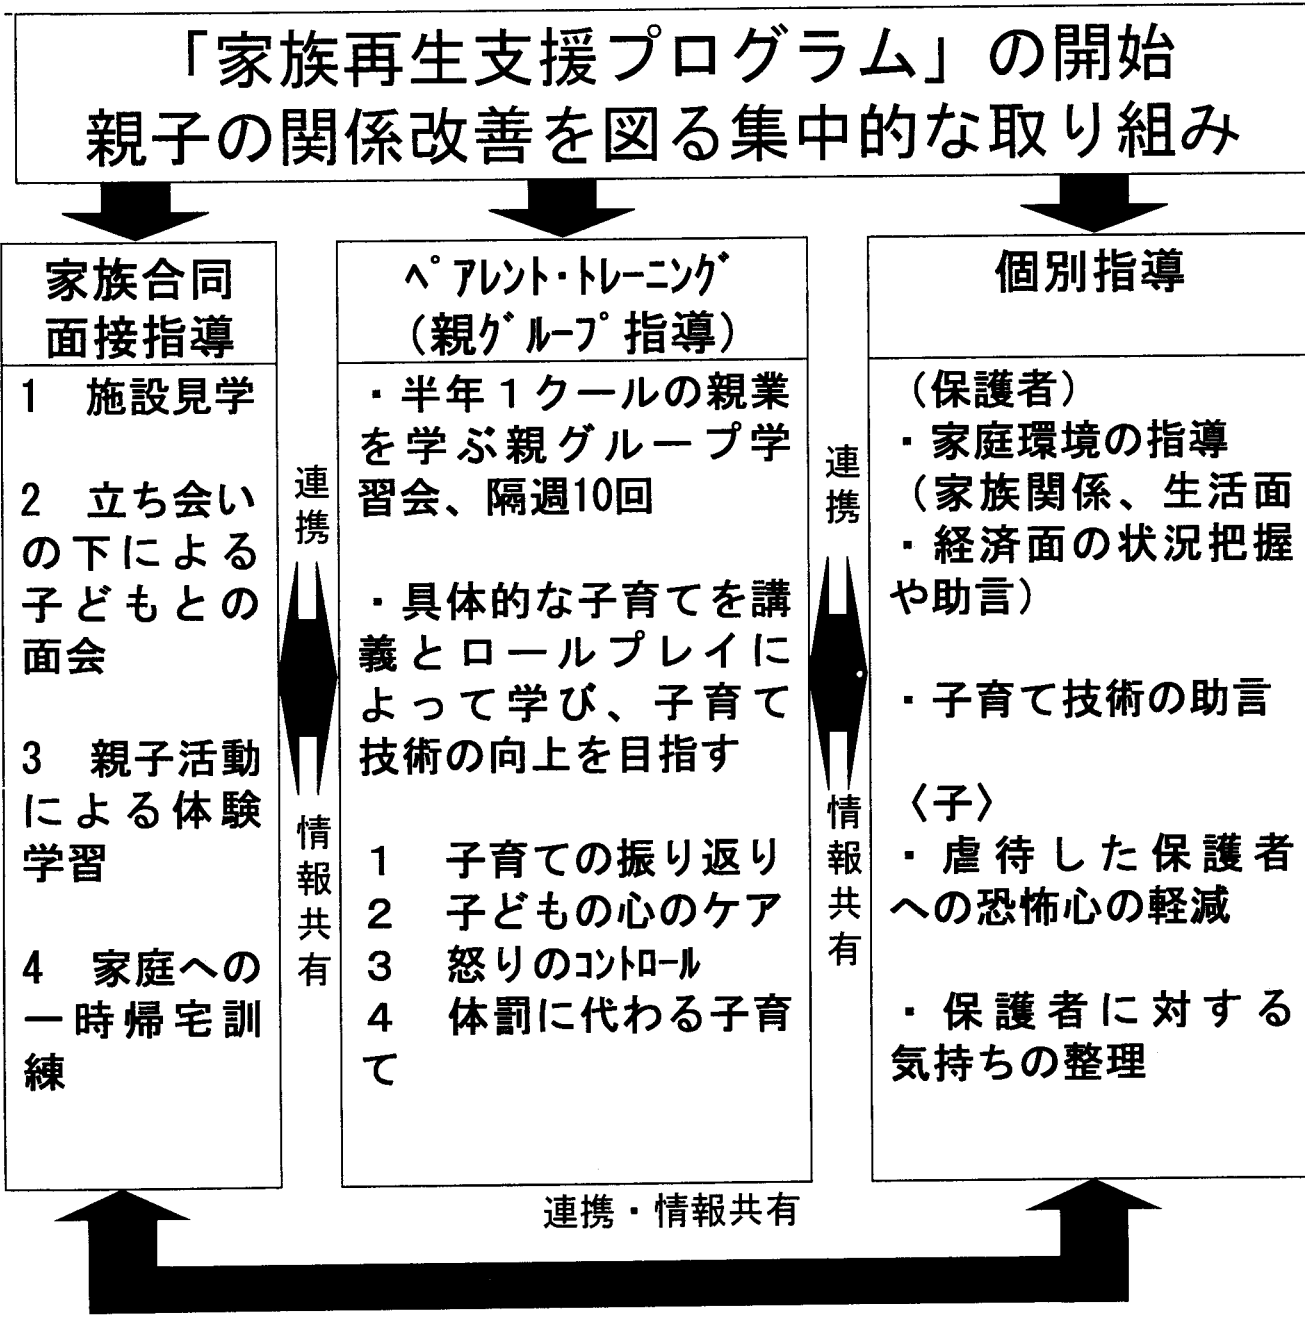 「家族再生支援プログラム」の開始
親子の関係改善を図る集中的な取り組み
家族合同
面接指導
1　施設見学
2　立ち会い
の下による
子どもとの
面会
3　親子活動
による体験
学習
4　家庭への
一時帰宅訓
練
連携
情報共有
ﾍﾟｱﾚﾝﾄ・ﾄﾚｰﾆﾝｸﾞ
（親ｸﾞﾙｰﾌﾟ指導）
・半年１クールの親業
を学ぶ親グループ学
習会、隔週10回
・具体的な子育てを講
義とロールプレイに
よって学び、子育て
技術の向上を目指す
１　子育ての振り返り
２　子どもの心のケア
３　怒りのｺﾝﾄﾛｰﾙ
４　体罰に代わる子育
て
連携
情報共有
個別指導
（保護者）
・家庭環境の指導
（家族関係、生活面
・経済面の状況把握
や助言）
・子育て技術の助言
〈子〉
・虐待した保護者
への恐怖心の軽減
・保護者に対する
気持ちの整理
連携・情報共有